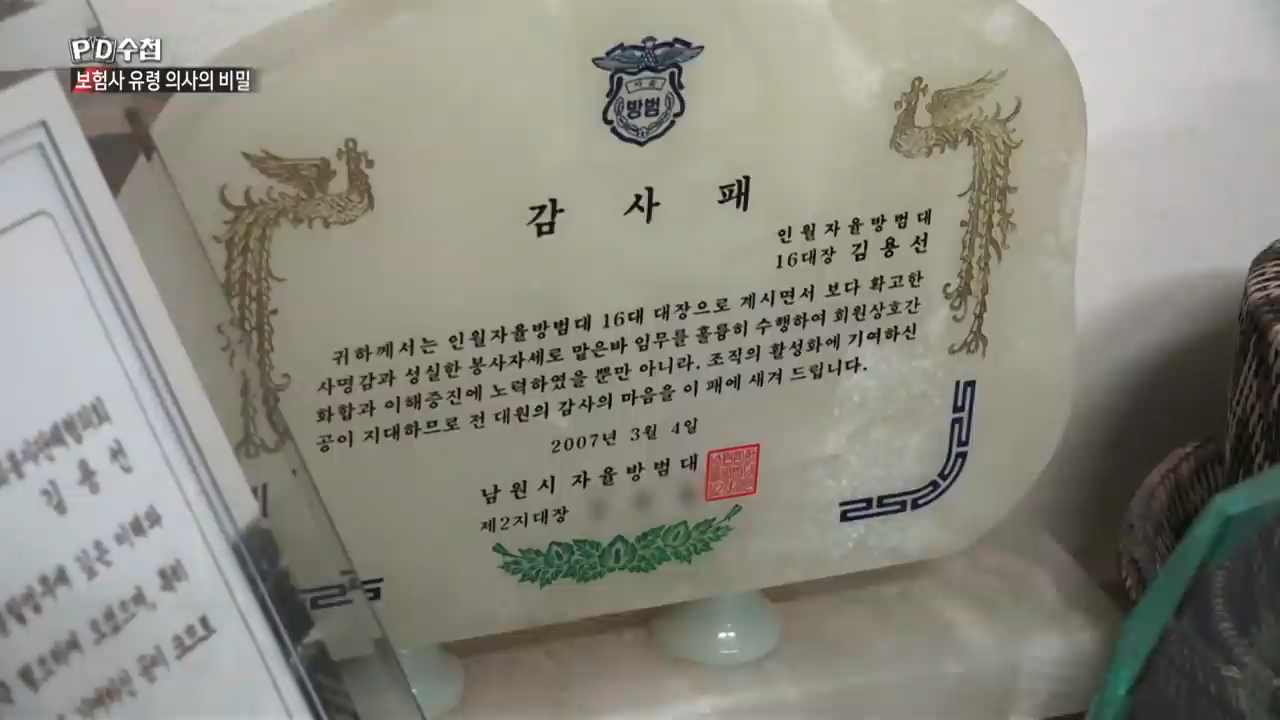 PD수첩
보험사 유령 의사의 비밀
자율
방범
감 사 패
인월자율방범대
16대장 김용선
귀하께서는 인월자율방범대 16대 대장으로 계시면서 보다 확고한
사명감과 성실한 봉사자세로 맡은바 임무를 훌륭히 수행하여 회원상호간
화합과 이해증진에 노력하였을 뿐만 아니라, 조직의 활성화에 기여하신
공이 지대하므로 전 대원의 감사의 마음을 이 패에 새겨 드립니다.
2007년 3월 4일
남원시 자율방범대
제2지대장
김용선